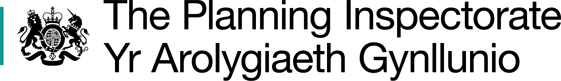 The Planning Inspectorate
Yr Arolygiaeth Gynllunio